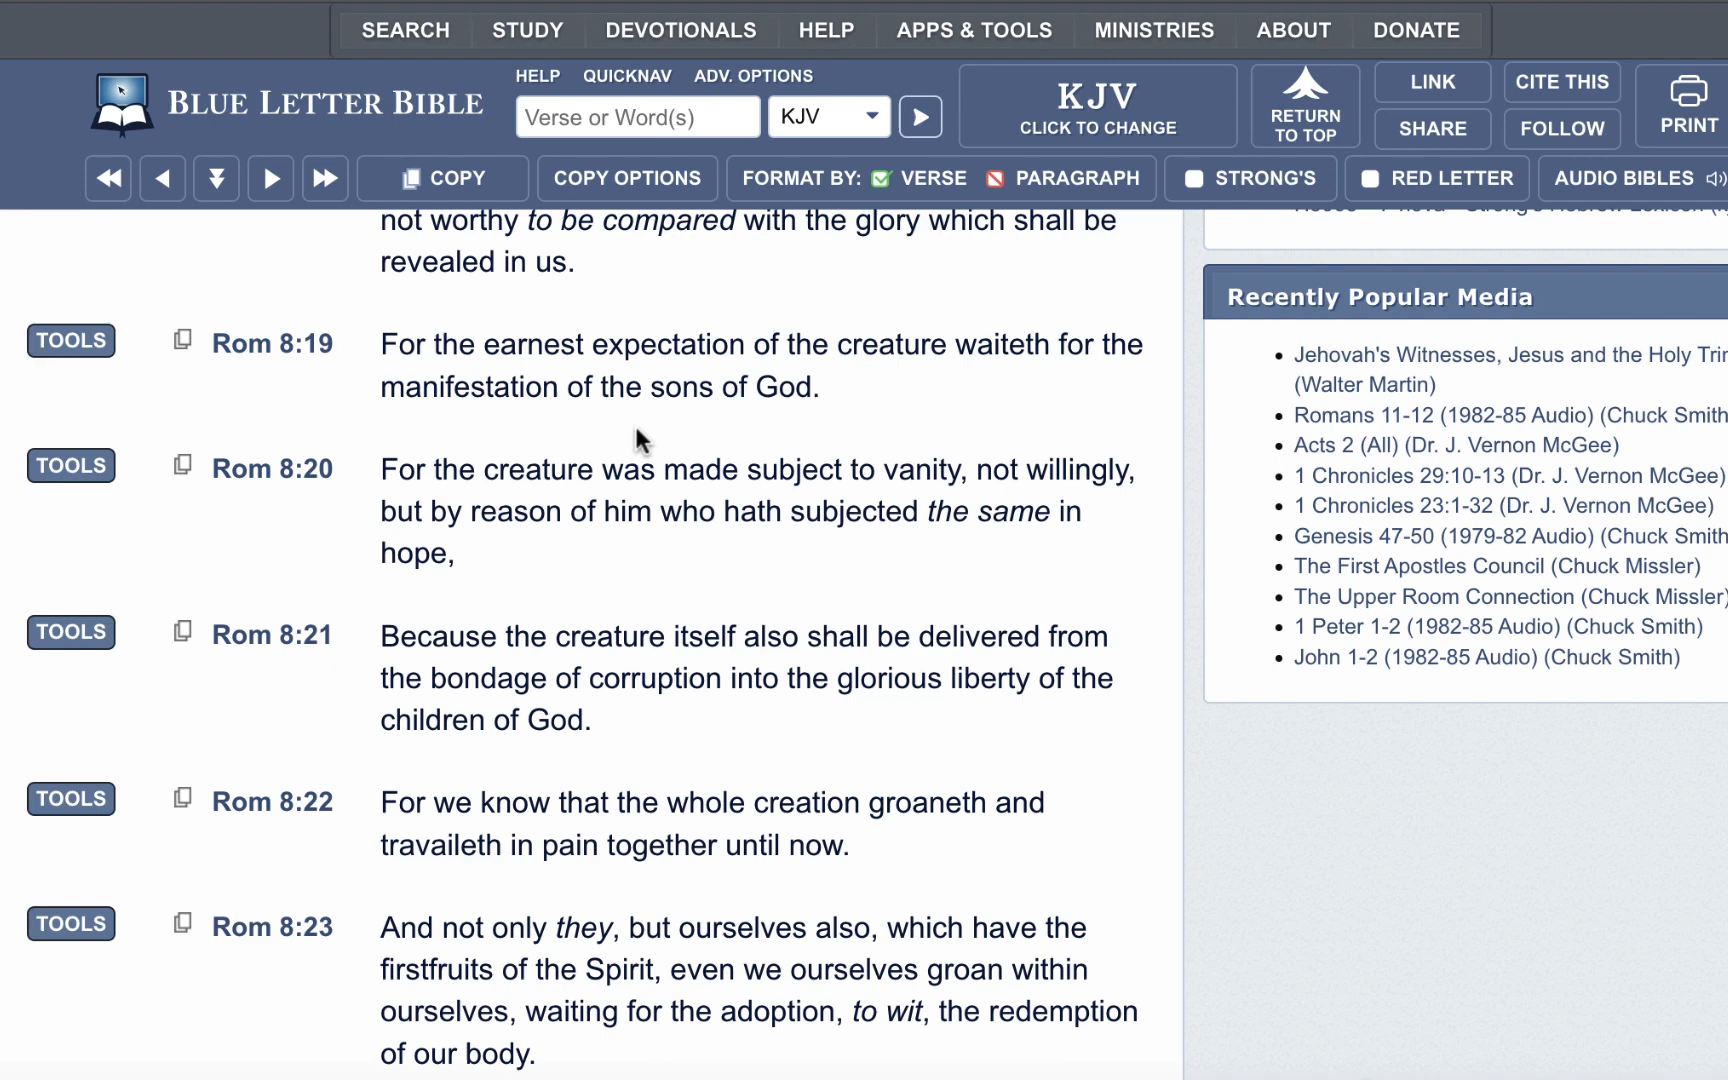 SEARCH STUDY DEVOTIONALS HELP APPS & TOOLS MINISTRIES ABOUT DONATE
BLUE LETTER BIBLE
HELP QUICKNAV ADV. OPTIONS
Verse or Word(s) KJV
KJV
CLICK TO CHANGE
RETURN
TO TOP
LINK CITE THIS
SHARE FOLLOW
PRINT
COPY COPY OPTIONS FORMAT BY: VERSE PARAGRAPH STRONG'S RED LETTER AUDIO BIBLES
not worthy to be compared with the glory which shall be
revealed in us.
TOOLS Rom 8:19 For the earnest expectation of the creature waiteth for the
manifestation of the sons of God.
TOOLS Rom 8:20 For the creature was made subject to vanity, not willingly,
but by reason of him who hath subjected the same in
hope,
TOOLS Rom 8:21 Because the creature itself also shall be delivered from
the bondage of corruption into the glorious liberty of the
children of God.
TOOLS Rom 8:22 For we know that the whole creation groaneth and
travaileth in pain together until now.
TOOLS Rom 8:23 And not only they, but ourselves also, which have the
firstfruits of the Spirit, even we ourselves groan within
ourselves, waiting for the adoption, to wit, the redemption
of our body.
Recently Popular Media
Jehovah's Witnesses, Jesus and the Holy
(Walter Martin)
Romans 11-12 (1982-85 Audio) (Chuck Smith
Acts 2 (All) (Dr. J. Vernon McGee)
1 Chronicles 29:10-13 (Dr. J. Vernon McGee)
1 Chronicles 23:1-32 (Dr. J. Vernon McGee)
Genesis 47-50 (1979-82 Audio) (Chuck Smith
The First Apostles Council (Chuck Missler)
The Upper Room Connection (Chuck Missler)
1 Peter 1-2 (1982-85 Audio) (Chuck Smith)
John 1-2 (1982-85 Audio) (Chuck Smith)